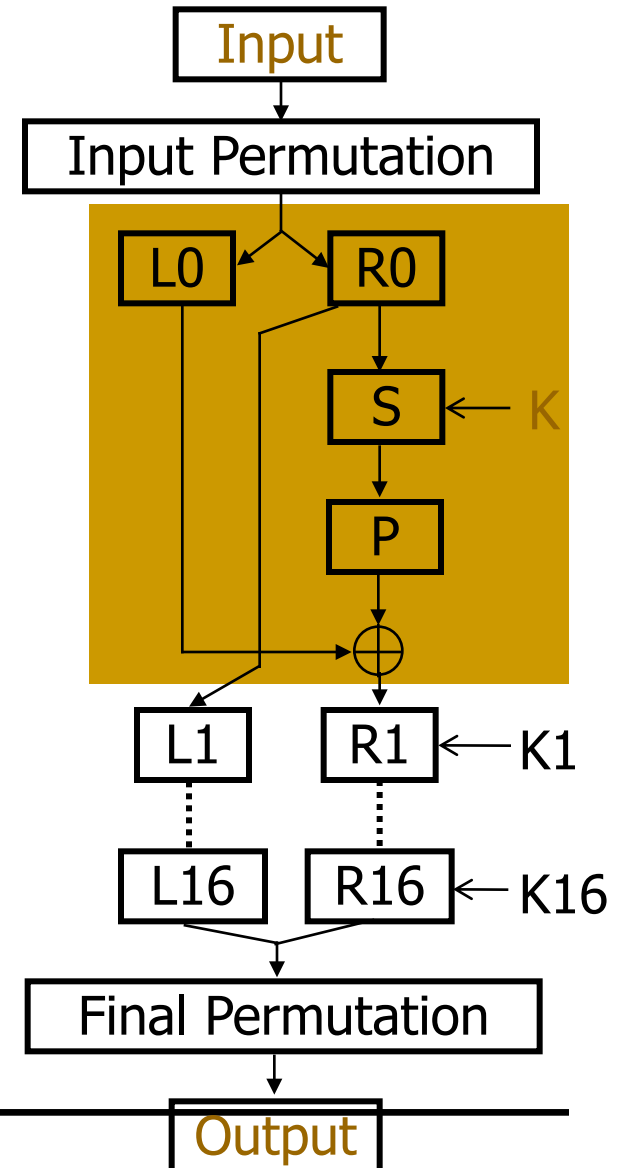 Input
Input Permutation
L0 R0
S K
P
L1 R1 K1
L16 R16 K16
Final Permutation
Output